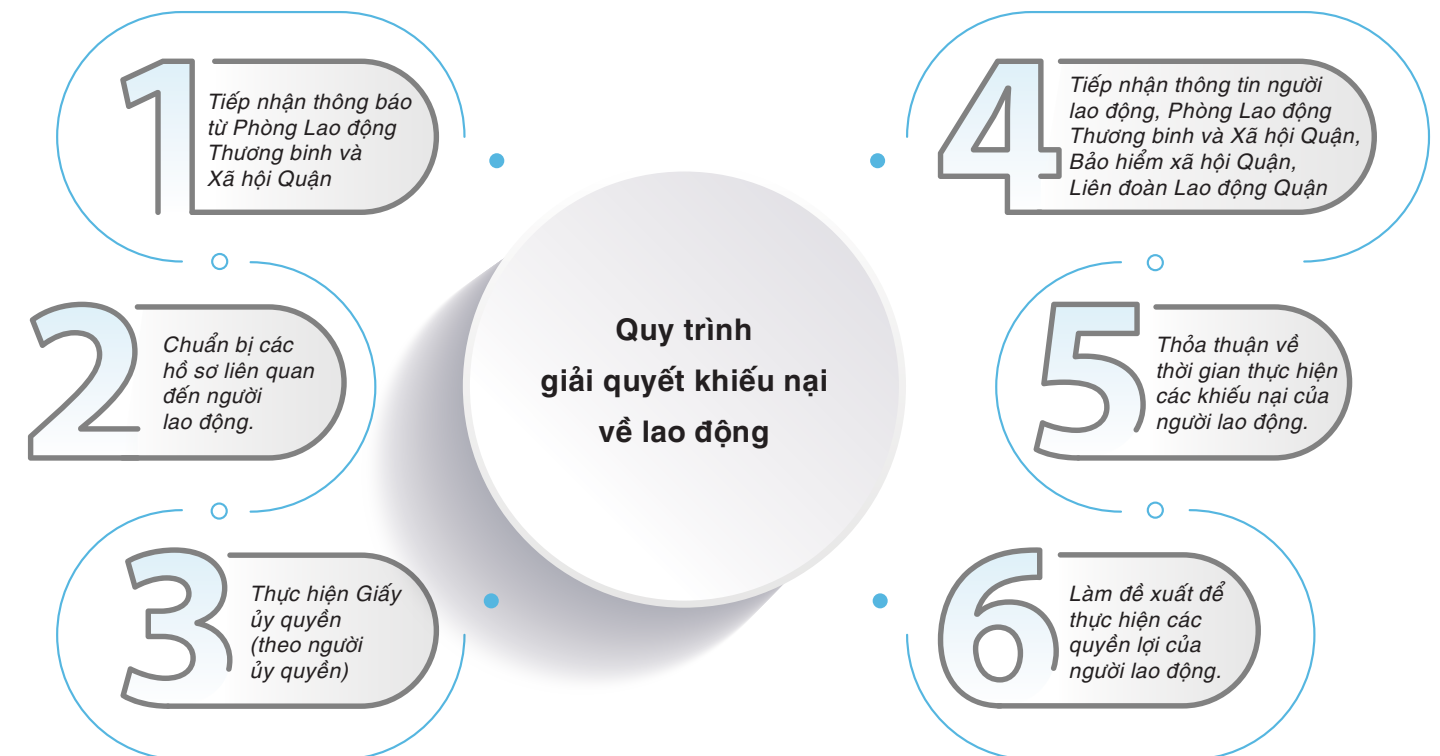 1
Tiếp nhận thông báo
từ Phòng Lao động
Thương binh và
Xã hội Quận
2
Chuẩn bị các
hồ sơ liên quan
đến người
lao động.
3
Thực hiện Giấy
ủy quyền
(theo người
ủy quyền)
Quy trình
giải quyết khiếu nại
về lao động
4
Tiếp nhận thông tin người
lao động, Phòng Lao động
Thương binh và Xã hội Quận,
Bảo hiểm xã hội Quận,
Liên đoàn Lao động Quận
5
Thỏa thuận về
thời gian thực hiện
các khiếu nại của
người lao động.
6
Làm đề xuất để
thực hiện các
quyền lợi của
người lao động.